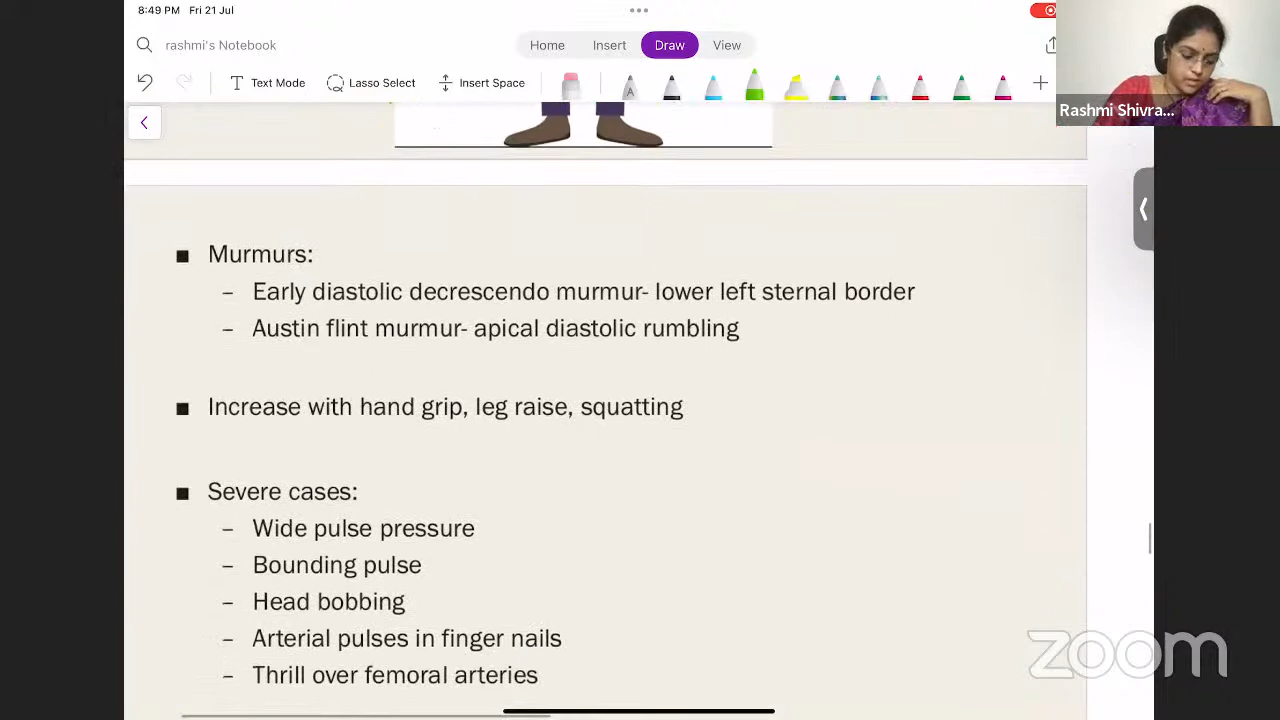 8:49 PM Fri 21 Jul
rashmi's Notebook
Home Insert Draw View
Text Mode Lasso Select Insert Space
A
Rashmi Shivra...
■ Murmurs:
– Early diastolic decrescendo murmur- lower left sternal border
– Austin flint murmur- apical diastolic rumbling
■ Increase with hand grip, leg raise, squatting
■ Severe cases:
– Wide pulse pressure
– Bounding pulse
– Head bobbing
– Arterial pulses in finger nails
– Thrill over femoral arteries
zoom